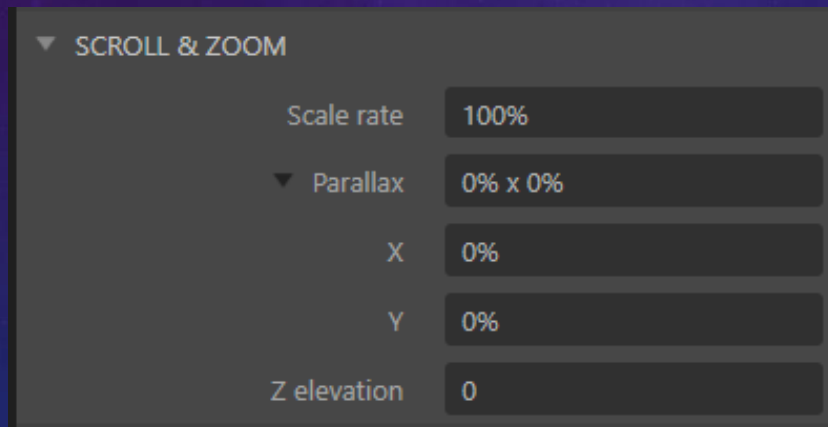 SCROLL & ZOOM
Scale rate 100%
Parallax 0% x 0%
X 0%
Y 0%
Z elevation 0